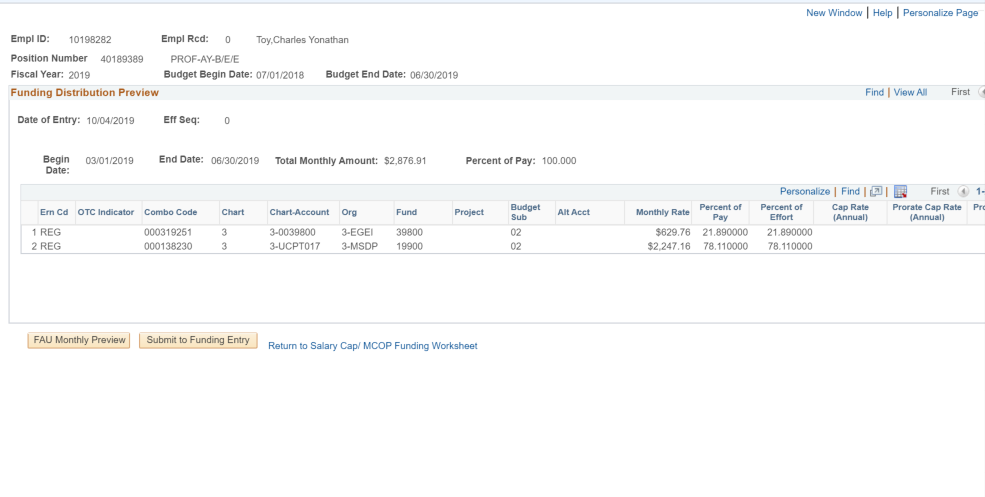 New Window | Help | Personalize Page
Empl ID: 10198282 Empl Rcd: 0 Toy,Charles Yonathan
Position Number 40189389 PROF-AY-B/E/E
Fiscal Year: 2019 Budget Begin Date: 07/01/2018 Budget End Date: 06/30/2019
Funding Distribution Preview Find | View All First
Date of Entry: 10/04/2019 Eff Seq: 0
Begin Date: 03/01/2019 End Date: 06/30/2019 Total Monthly Amount: $2,876.91 Percent of Pay: 100.000
Personalize | Find | First 1-
Ern Cd OTC Indicator Combo Code Chart Chart-Account Org Fund Project Budget Sub Alt Acct Monthly Rate Percent of Pay Percent of Effort Cap Rate (Annual) Prorate Cap Rate (Annual) Pro
1 REG 000319251 3 3-0039800 3-EGEI 39800 02 $629.76 21.890000 21.890000
2 REG 000138230 3 3-UCPT017 3-MSDP 19900 02 $2,247.16 78.110000 78.110000
FAU Monthly Preview Submit to Funding Entry Return to Salary Cap/ MCOP Funding Worksheet